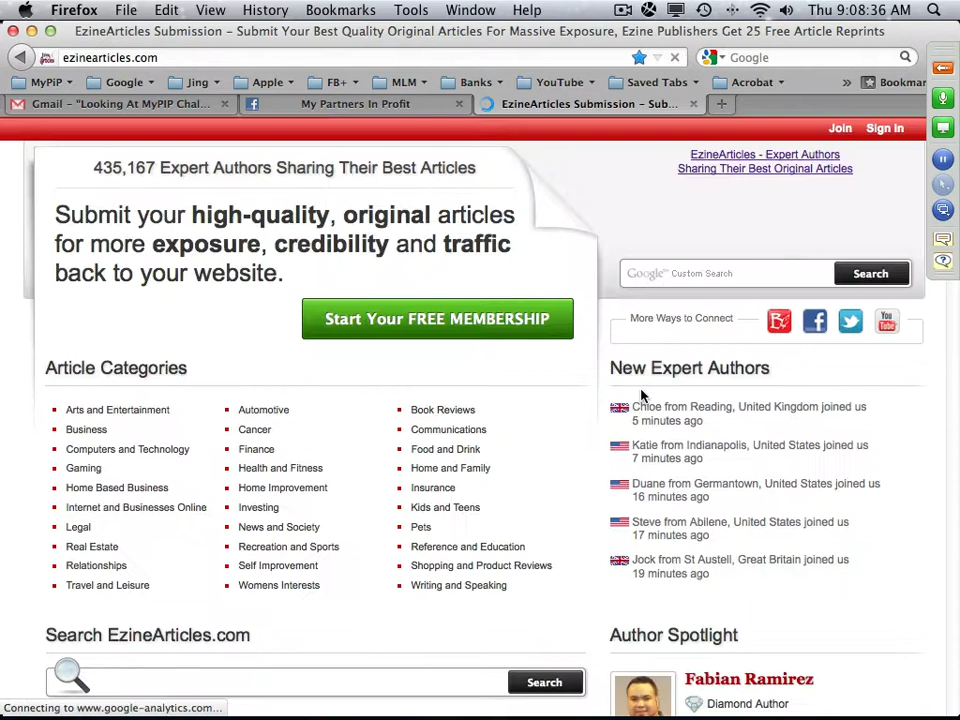 Firefox File Edit View History Bookmarks Tools Window Help Thu 9:08:36 AM
EzineArticles Submission – Submit Your Best Quality Original Articles For Massive Exposure, Ezine Publishers Get 25 Free Article Reprints
ezinearticles.com Google
MyPiP Google Jing Apple FB+ MLM Banks YouTube Saved Tabs Acrobat » Bookmar
Gmail – "Looking At MyPIP Chal... My Partners In Profit EzineArticles Submission – Sub...
Join Sign in
435,167 Expert Authors Sharing Their Best Articles
EzineArticles - Expert Authors
Sharing Their Best Original Articles
Submit your high-quality, original articles
for more exposure, credibility and traffic
back to your website.
Google™ Custom Search Search
Start Your FREE MEMBERSHIP
More Ways to Connect You Tube
Article Categories
Arts and Entertainment Automotive Book Reviews
Business Cancer Communications
Computers and Technology Finance Food and Drink
Gaming Health and Fitness Home and Family
Home Based Business Home Improvement Insurance
Internet and Businesses Online Investing Kids and Teens
Legal News and Society Pets
Real Estate Recreation and Sports Reference and Education
Relationships Self Improvement Shopping and Product Reviews
Travel and Leisure Womens Interests Writing and Speaking
New Expert Authors
Chloe from Reading, United Kingdom joined us
5 minutes ago
Katie from Indianapolis, United States joined us
7 minutes ago
Duane from Germantown, United States joined us
16 minutes ago
Steve from Abilene, United States joined us
17 minutes ago
Jock from St Austell, Great Britain joined us
19 minutes ago
Search EzineArticles.com
Search
Author Spotlight
Fabian Ramirez
Diamond Author
Connecting to www.google-analytics.com...